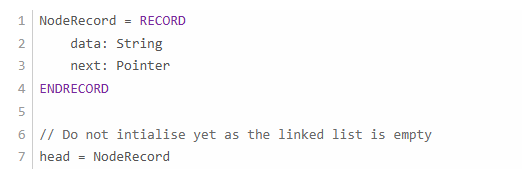 1 NodeRecord = RECORD
2 data: String
3 next: Pointer
4 ENDRECORD
5
6 // Do not intialise yet as the linked list is empty
7 head = NodeRecord